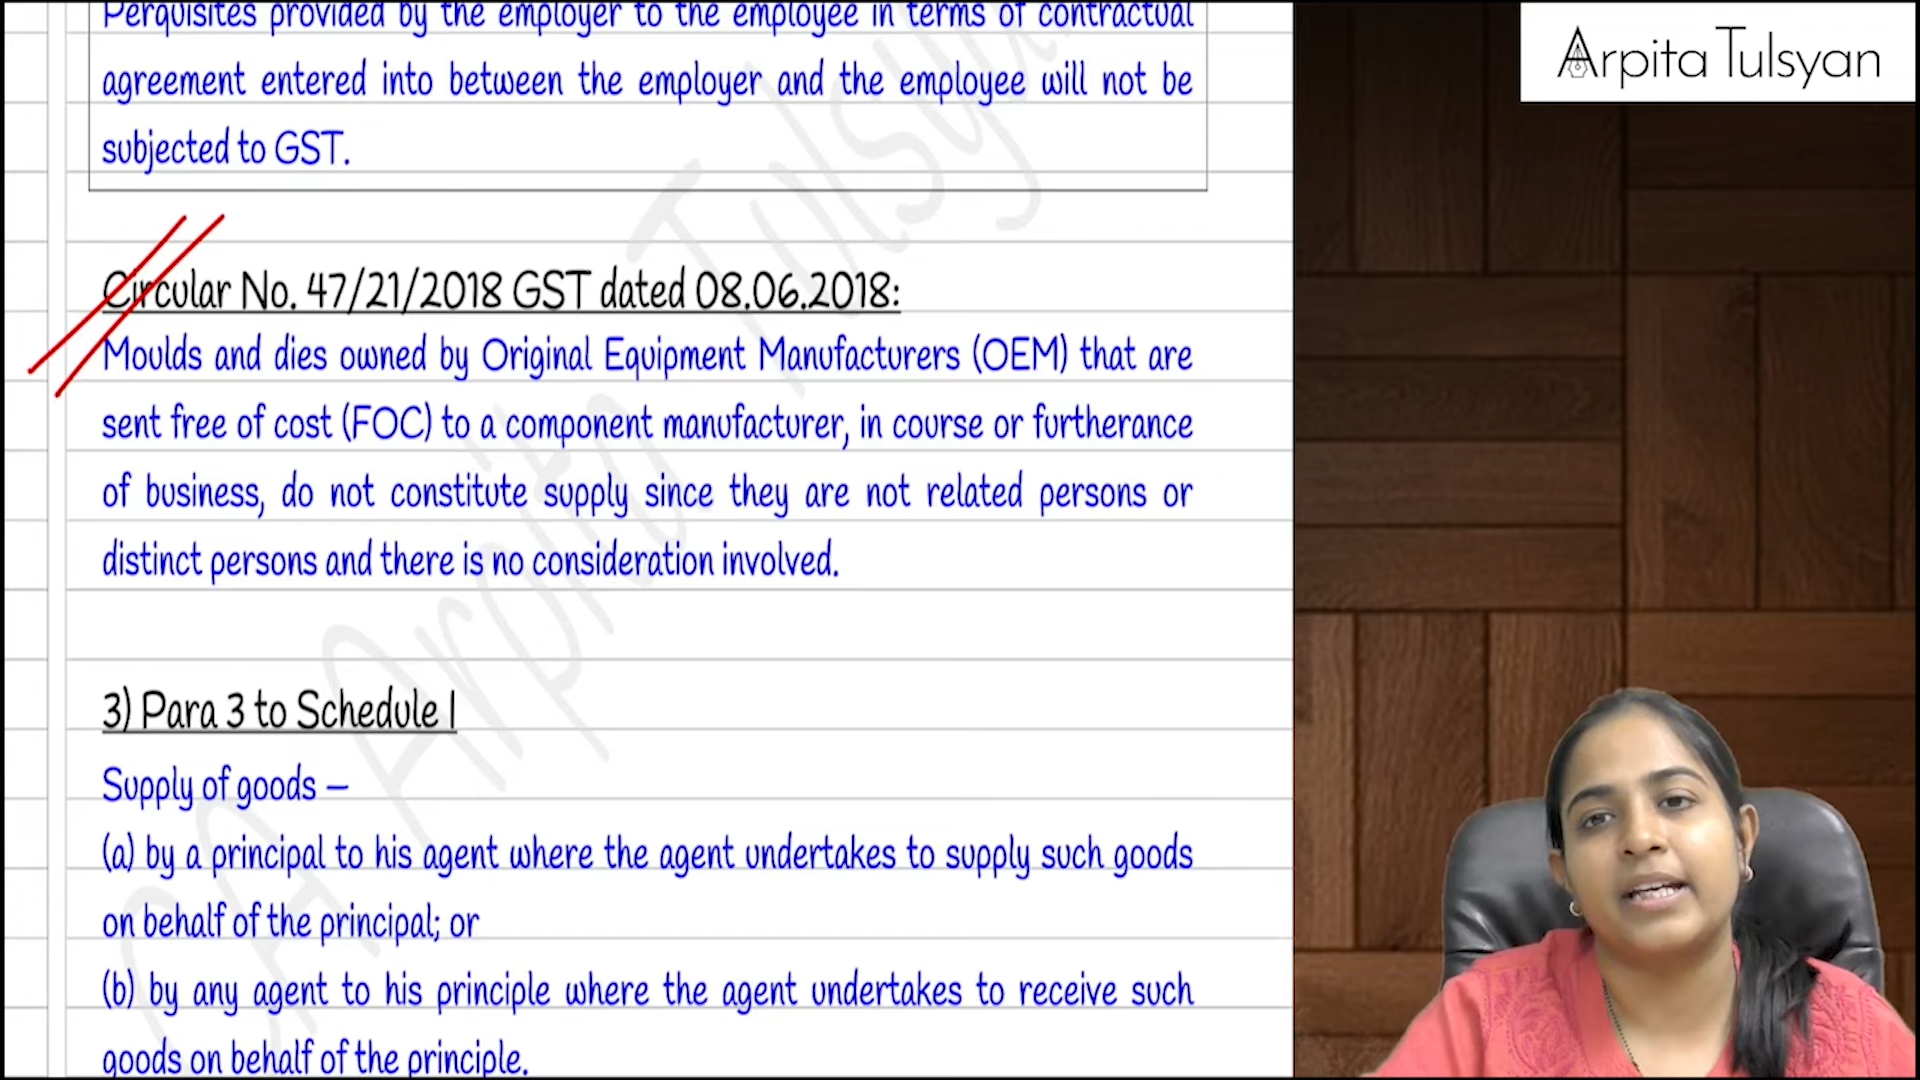 Perquisites provided by the employer to the employee in terms of contractual
agreement entered into between the employer and the employee will not be
subjected to GST.
Arpita Tulsyan
Circular No. 47/21/2018 GST dated 08.06.2018:
Moulds and dies owned by Original Equipment Manufacturers (OEM) that are
sent free of cost (FOC) to a component manufacturer, in course or furtherance
of business, do not constitute supply since they are not related persons or
distinct persons and there is no consideration involved.
3) Para 3 to Schedule I
Supply of goods –
(a) by a principal to his agent where the agent undertakes to supply such goods
on behalf of the principal; or
(b) by any agent to his principle where the agent undertakes to receive such
goods on behalf of the principle.
CA Arpita Tulsyan